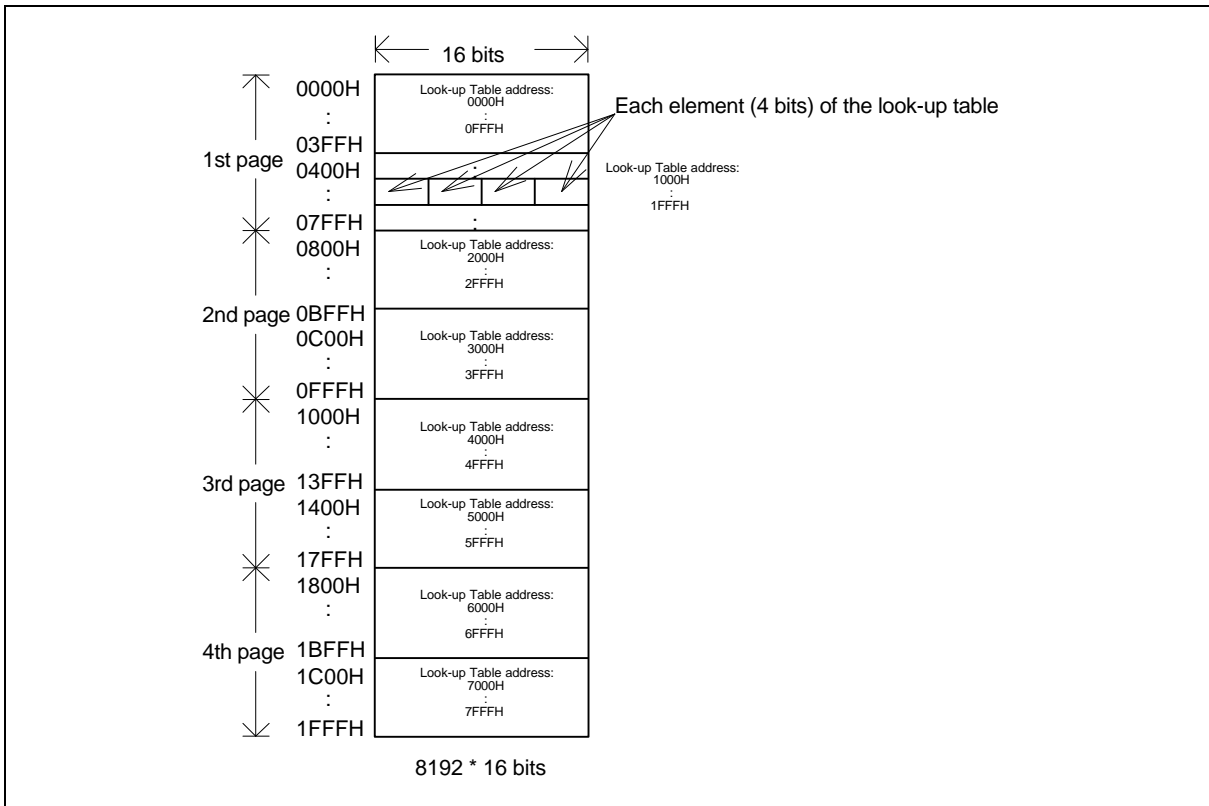 16 bits
0000H
:
03FFH
0400H
:
07FFH
0800H
:
0BFFH
0C00H
:
0FFFH
1000H
:
13FFH
1400H
:
17FFH
1800H
:
1BFFH
1C00H
:
1FFFH
1st page
2nd page
3rd page
4th page
Look-up Table address:
0000H
:
0FFFH
:
:
Each element (4 bits) of the look-up table
Look-up Table address:
1000H
:
1FFFH
Look-up Table address:
2000H
:
2FFFH
Look-up Table address:
3000H
:
3FFFH
Look-up Table address:
4000H
:
4FFFH
Look-up Table address:
5000H
:
5FFFH
Look-up Table address:
6000H
:
6FFFH
Look-up Table address:
7000H
:
7FFFH
8192 * 16 bits